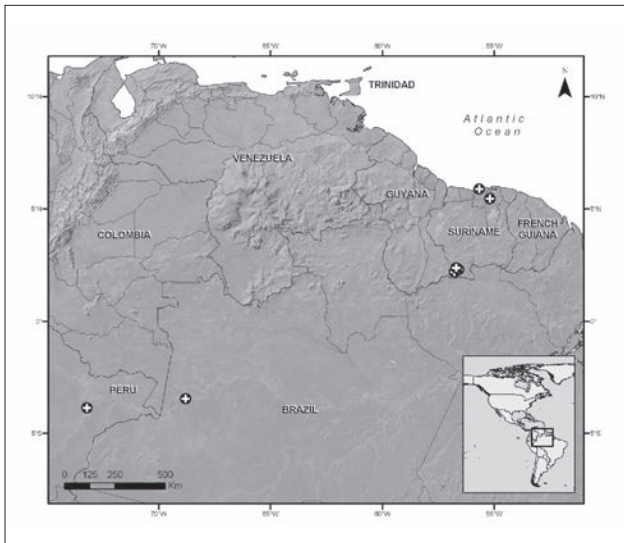 70°W 65°W 60°W 55°W
10°N 10°N
TRINIDAD
N
Atlantic
Ocean
VENEZUELA
GUYANA
5°N 5°N
COLOMBIA
SURINAME
FRENCH
GUIANA
0° 0°
PERU
BRAZIL
5°S 5°S
0 125 250 500
Km
70°W 65°W 60°W 55°W